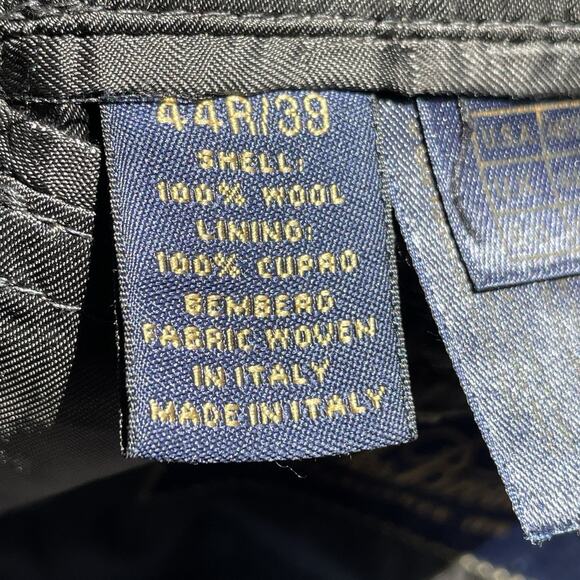 44R/39
SHELL:
100% WOOL
LINING:
100% CUPRO
BEMBERG
FABRIC WOVEN
IN ITALY
MADE IN ITALY
U.S.A
U.K